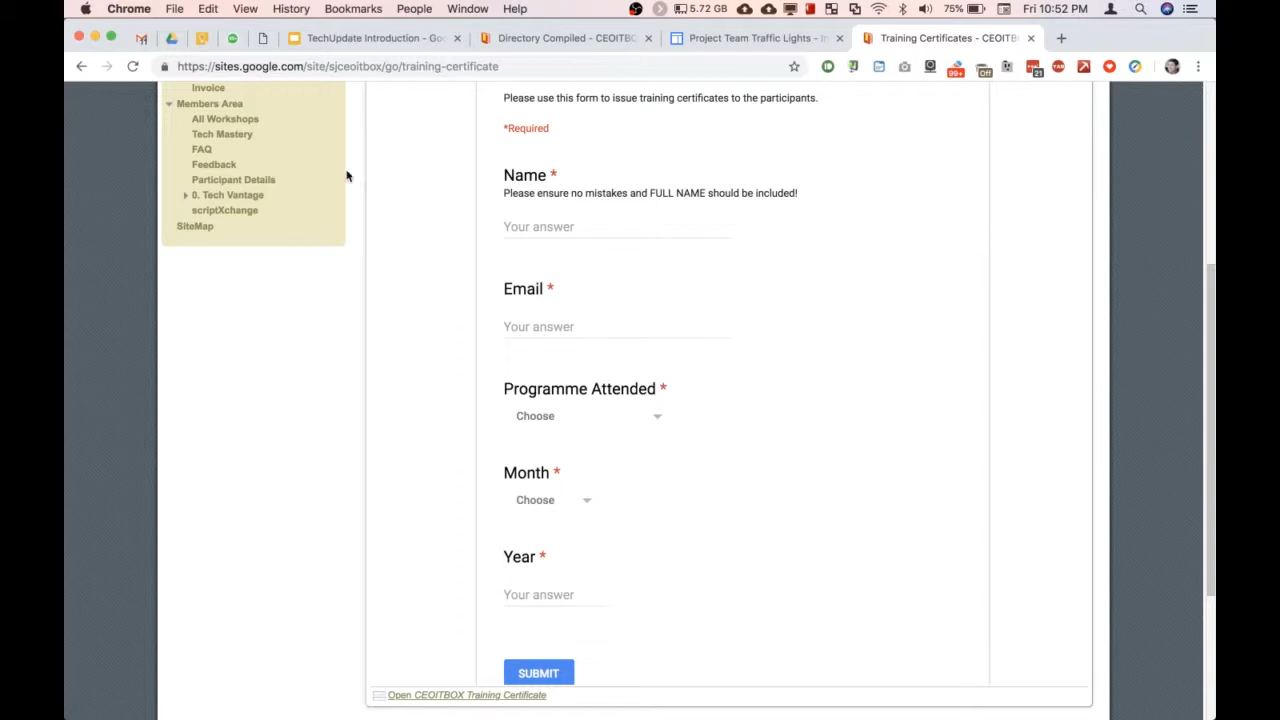 Chrome File Edit View History Bookmarks People Window Help 5.72 GB 75% Fri 10:52 PM
TechUpdate Introduction - Goo
Directory Compiled - CEOITBO
Project Team Traffic Lights - In
Training Certificates - CEOITB
https://sites.google.com/site/sjceoitbox/go/training-certificate
99+
Off
21
Invoice
Members Area
All Workshops
Tech Mastery
FAQ
Feedback
Participant Details
0. Tech Vantage
scriptXchange
SiteMap
Please use this form to issue training certificates to the participants.
*Required
Name *
Please ensure no mistakes and FULL NAME should be included!
Your answer
Email *
Your answer
Programme Attended *
Choose
Month *
Choose
Year *
Your answer
SUBMIT
Open CEOITBOX Training Certificate